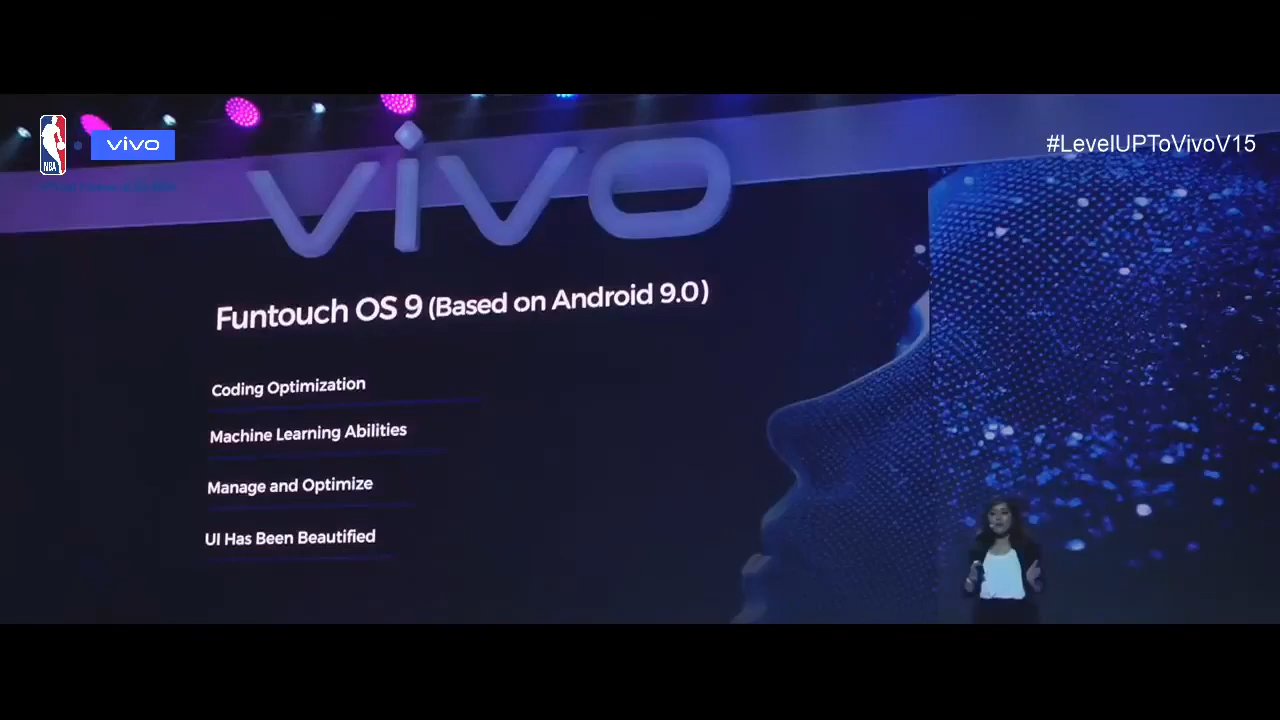 NBA
vivo
#LevelUPToVivoV15
vivo
Funtouch OS 9 (Based on Android 9.0)
Coding Optimization
Machine Learning Abilities
Manage and Optimize
UI Has Been Beautified